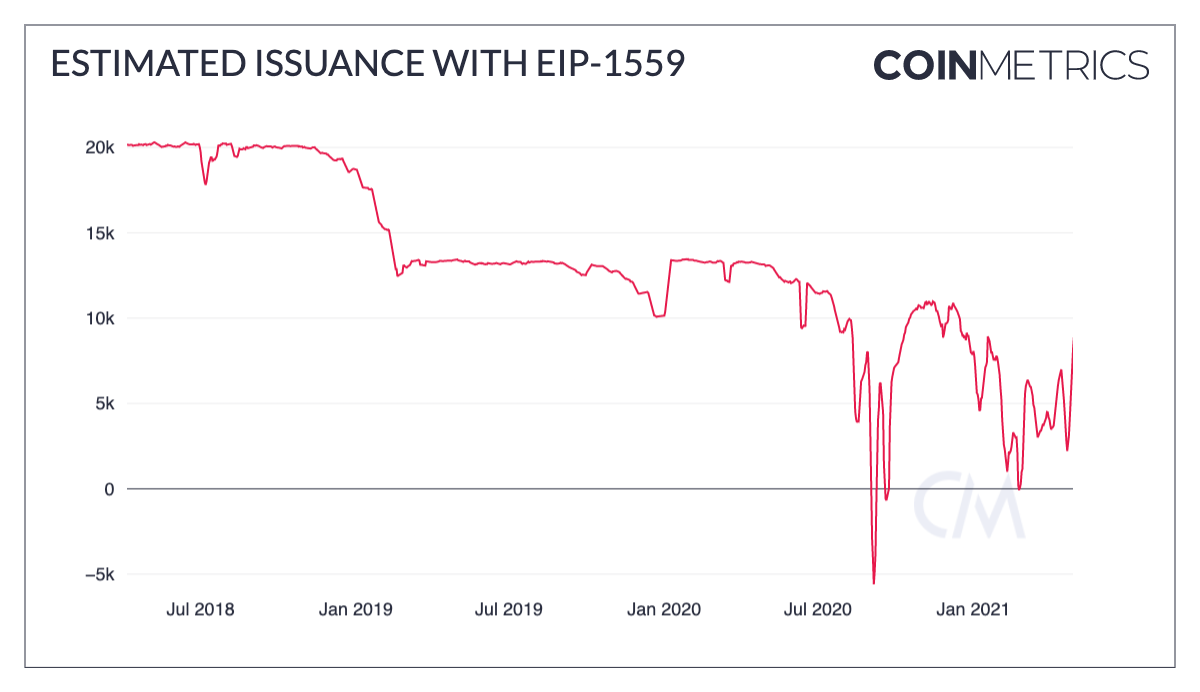 ESTIMATED ISSUANCE WITH EIP-1559
COINMETRICS
20k
15k
10k
5k
0
−5k
CM
Jul 2018
Jan 2019
Jul 2019
Jan 2020
Jul 2020
Jan 2021